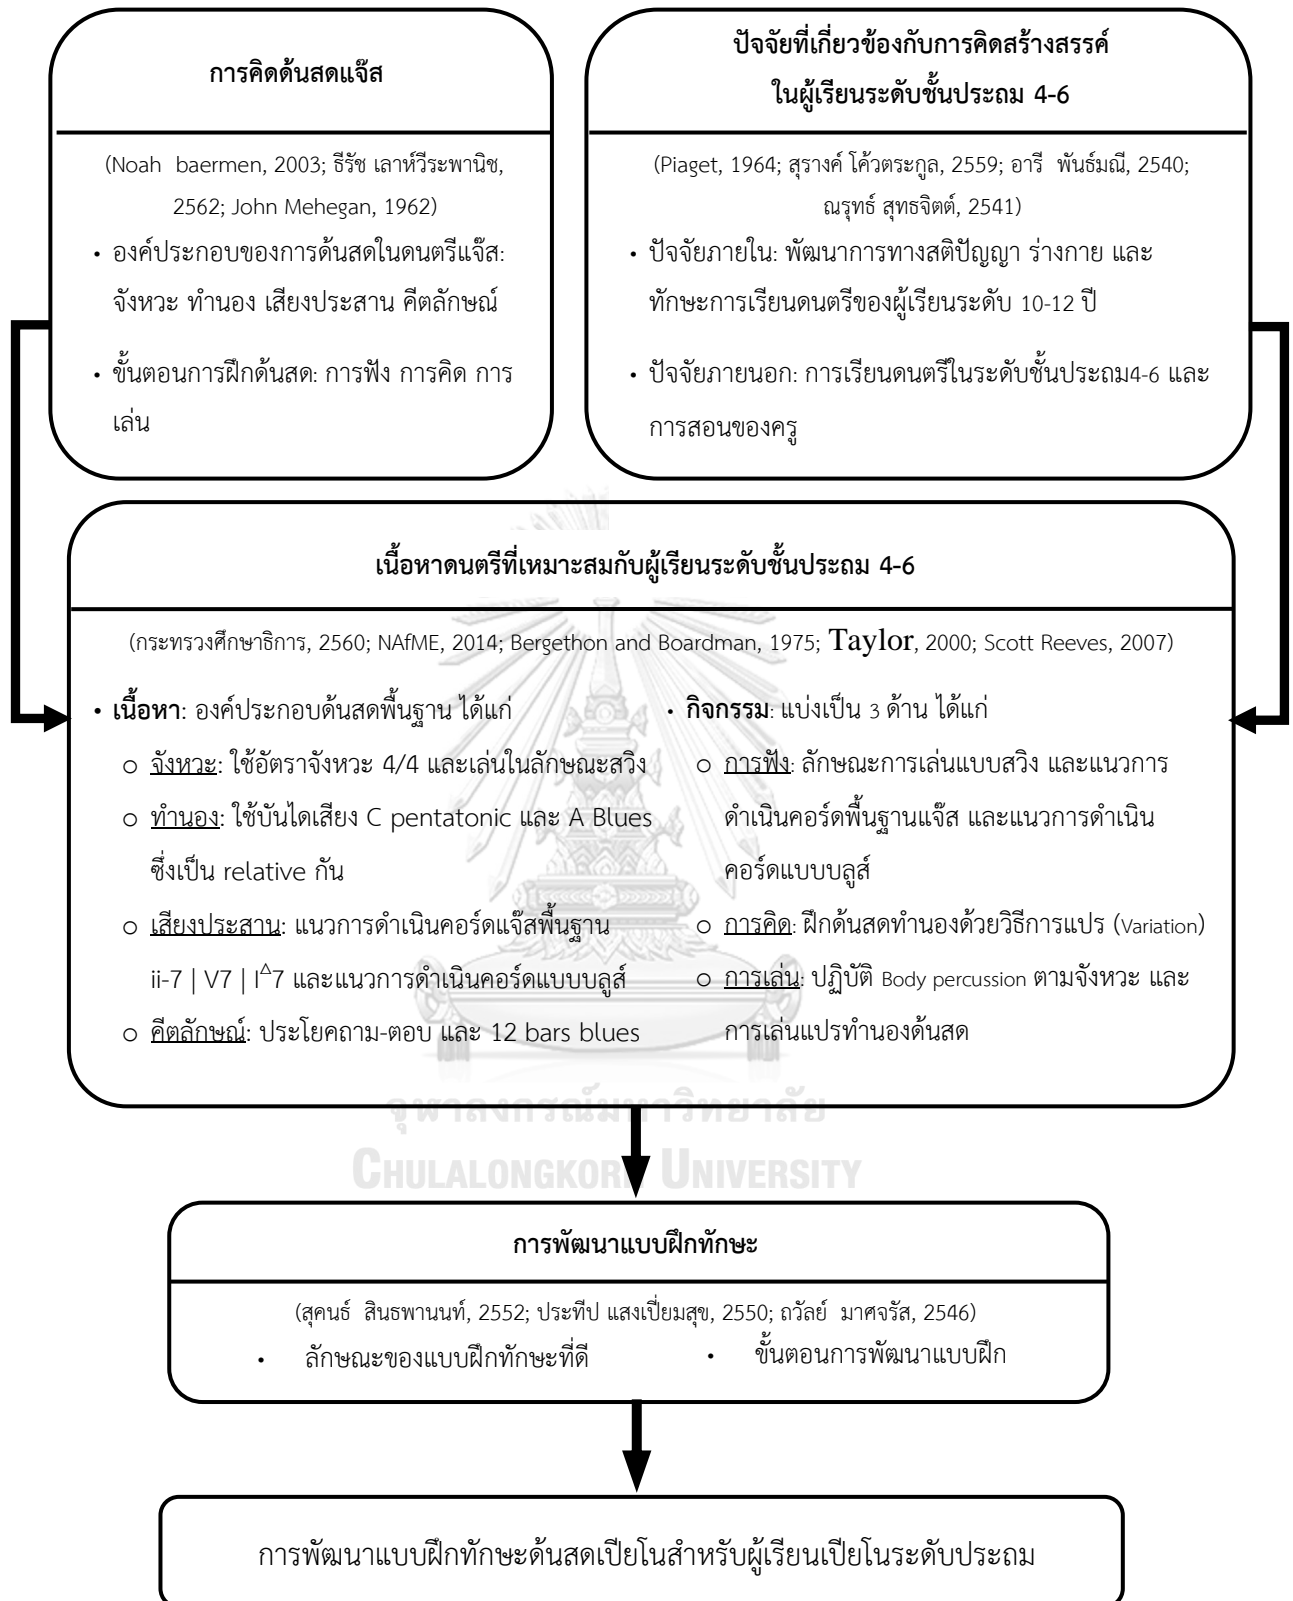 การคิดด้นสดแจ๊ส
(Noah baermen, 2003; ธีรัช เลาห์วีระพานิช,
2562; John Mehegan, 1962)
• องค์ประกอบของการด้นสดในดนตรีแจ๊ส:
จังหวะ ทำนอง เสียงประสาน คีตลักษณ์
• ขั้นตอนการฝึกด้นสด: การฟัง การคิด การ
เล่น
ปัจจัยที่เกี่ยวข้องกับการคิดสร้างสรรค์
ในผู้เรียนระดับชั้นประถม 4-6
(Piaget, 1964; สุรางค์ โค้วตระกูล, 2559; อารี พันธ์มณี, 2540;
ณรุทธ์ สุทธจิตต์, 2541)
• ปัจจัยภายใน: พัฒนาการทางสติปัญญา ร่างกาย และ
ทักษะการเรียนดนตรีของผู้เรียนระดับ 10-12 ปี
• ปัจจัยภายนอก: การเรียนดนตรีในระดับชั้นประถม4-6 และ
การสอนของครู
เนื้อหาดนตรีที่เหมาะสมกับผู้เรียนระดับชั้นประถม 4-6
(กระทรวงศึกษาธิการ, 2560; NAfME, 2014; Bergethon and Boardman, 1975; Taylor, 2000; Scott Reeves, 2007)
• เนื้อหา: องค์ประกอบด้นสดพื้นฐาน ได้แก่
o จังหวะ: ใช้อัตราจังหวะ 4/4 และเล่นในลักษณะสวิง
o ทำนอง: ใช้บันไดเสียง C pentatonic และ A Blues
ซึ่งเป็น relative กัน
o เสียงประสาน: แนวการดำเนินคอร์ดแจ๊สพื้นฐาน
ii-7 | V7 | I△7 และแนวการดำเนินคอร์ดแบบบลูส์
o คีตลักษณ์: ประโยคถาม-ตอบ และ 12 bars blues
• กิจกรรม: แบ่งเป็น 3 ด้าน ได้แก่
o การฟัง: ลักษณะการเล่นแบบสวิง และแนวการ
ดำเนินคอร์ดพื้นฐานแจ๊ส และแนวการดำเนิน
คอร์ดแบบบลูส์
o การคิด: ฝึกด้นสดทำนองด้วยวิธีการแปร (Variation)
o การเล่น: ปฏิบัติ Body percussion ตามจังหวะ และ
การเล่นแปรทำนองด้นสด
จุฬาลงกรณ์มหาวิทยาลัย
CHULALONGKORN UNIVERSITY
การพัฒนาแบบฝึกทักษะ
(สุคนธ์ สินธพานนท์, 2552; ประทีป แสงเปี่ยมสุข, 2550; ถวัลย์ มาศจรัส, 2546)
• ลักษณะของแบบฝึกทักษะที่ดี
• ขั้นตอนการพัฒนาแบบฝึก
การพัฒนาแบบฝึกทักษะด้นสดเปียโนสำหรับผู้เรียนเปียโนระดับประถม